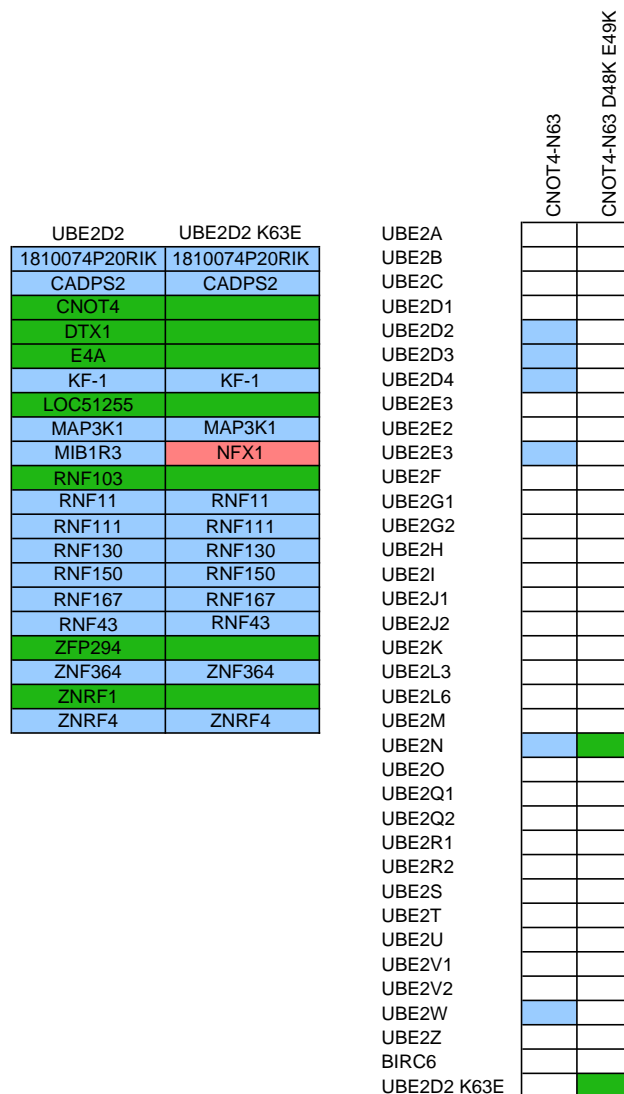 CNOT4-N63
CNOT4-N63 D48K E49K
UBE2D2 UBE2D2 K63E
1810074P20RIK 1810074P20RIK
CADPS2 CADPS2
CNOT4
DTX1
E4A
KF-1 KF-1
LOC51255
MAP3K1 MAP3K1
MIB1R3 NFX1
RNF103
RNF11 RNF11
RNF111 RNF111
RNF130 RNF130
RNF150 RNF150
RNF167 RNF167
RNF43 RNF43
ZFP294
ZNF364 ZNF364
ZNRF1
ZNRF4 ZNRF4
UBE2A
UBE2B
UBE2C
UBE2D1
UBE2D2
UBE2D3
UBE2D4
UBE2E3
UBE2E2
UBE2E3
UBE2F
UBE2G1
UBE2G2
UBE2H
UBE2I
UBE2J1
UBE2J2
UBE2K
UBE2L3
UBE2L6
UBE2M
UBE2N
UBE2O
UBE2Q1
UBE2Q2
UBE2R1
UBE2R2
UBE2S
UBE2T
UBE2U
UBE2V1
UBE2V2
UBE2W
UBE2Z
BIRC6
UBE2D2 K63E